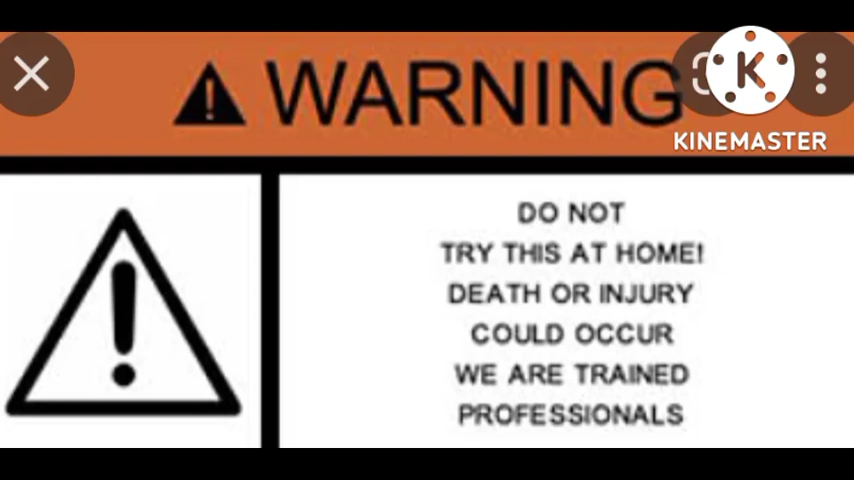 WARNING
KINEMASTER
DO NOT
TRY THIS AT HOME!
DEATH OR INJURY
COULD OCCUR
WE ARE TRAINED
PROFESSIONALS